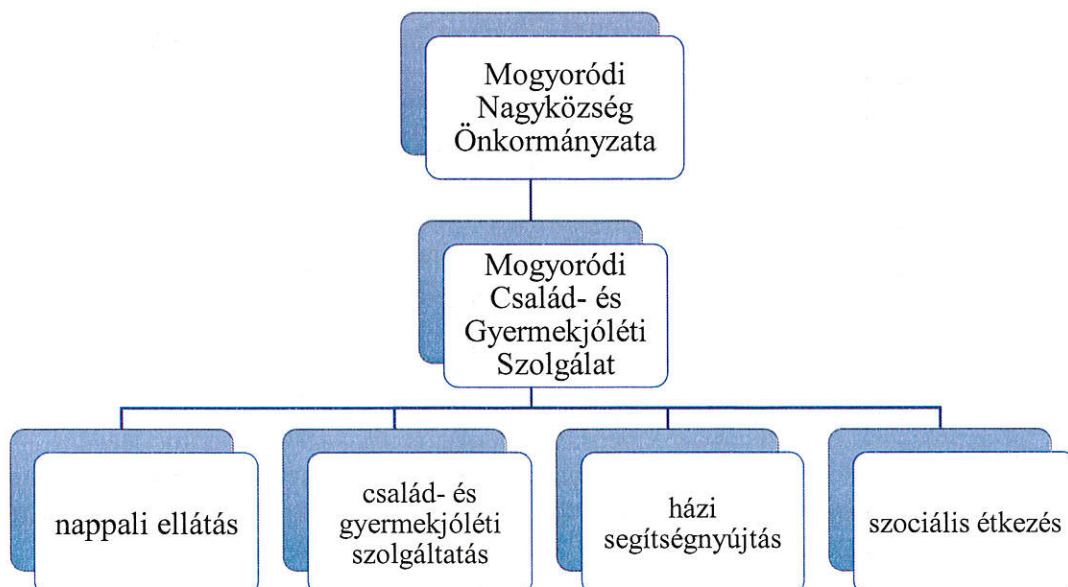 Mogyoródi
Nagyközség
Önkormányzata
Mogyoródi
Család- és
Gyermekjóléti
Szolgálat
nappali ellátás
család- és
gyermekjóléti
szolgáltatás
házi
segítségnyújtás
szociális étkezés